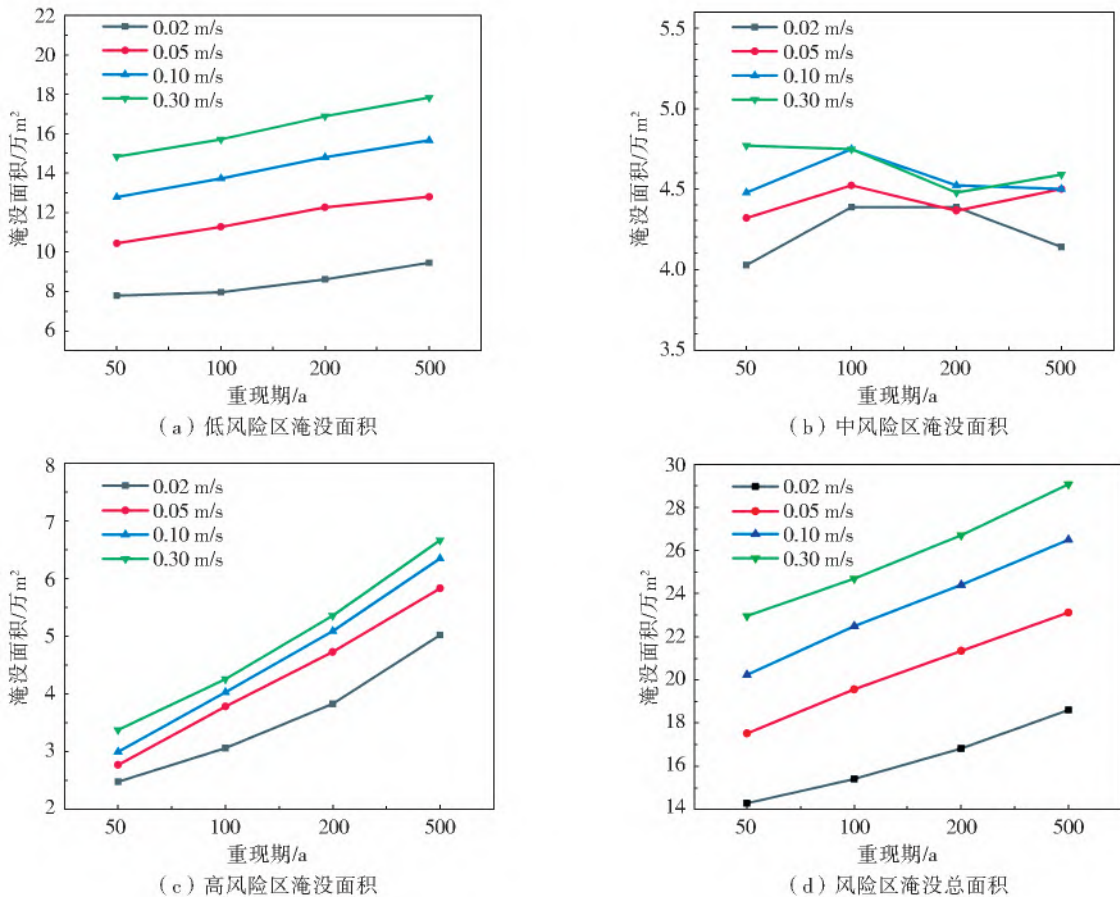 22
20
18
16
14
12
10
8
6
淹没面积/万m²
0.02 m/s
0.05 m/s
0.10 m/s
0.30 m/s
50
100
200
500
重现期/a
（a）低风险区淹没面积
5.5
5.0
4.5
4.0
3.5
淹没面积/万m²
0.02 m/s
0.05 m/s
0.10 m/s
0.30 m/s
50
100
200
500
重现期/a
（b）中风险区淹没面积
8
7
6
5
4
3
2
淹没面积/万m²
0.02 m/s
0.05 m/s
0.10 m/s
0.30 m/s
50
100
200
500
重现期/a
（c）高风险区淹没面积
30
28
26
24
22
20
18
16
14
淹没面积/万m²
0.02 m/s
0.05 m/s
0.10 m/s
0.30 m/s
50
100
200
500
重现期/a
（d）风险区淹没总面积